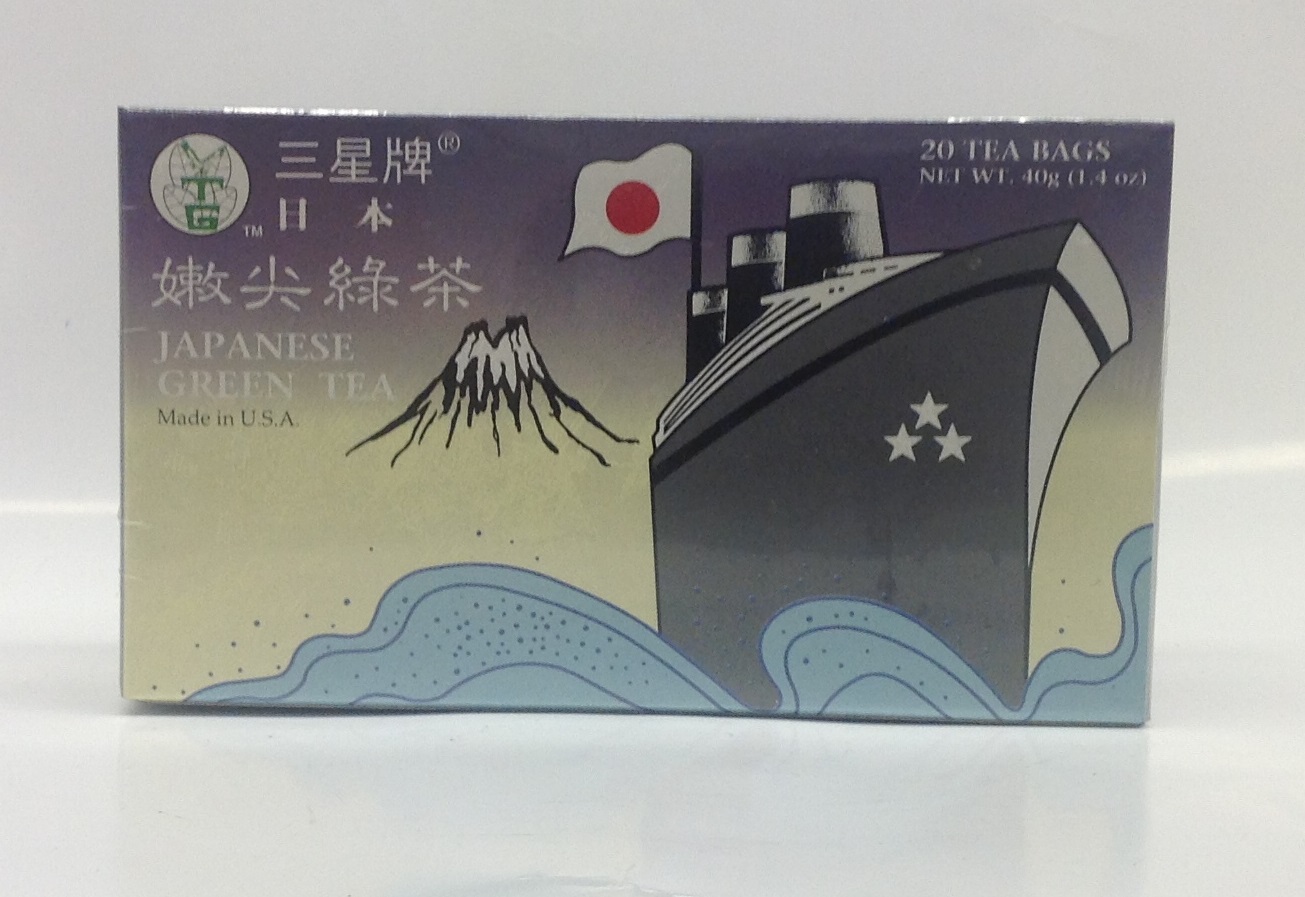 三星牌®
日本
嫩尖綠茶
JAPANESE
GREEN TEA
Made in U.S.A.
TG
TM
20 TEA BAGS
NET WT. 40g (1.4 oz)